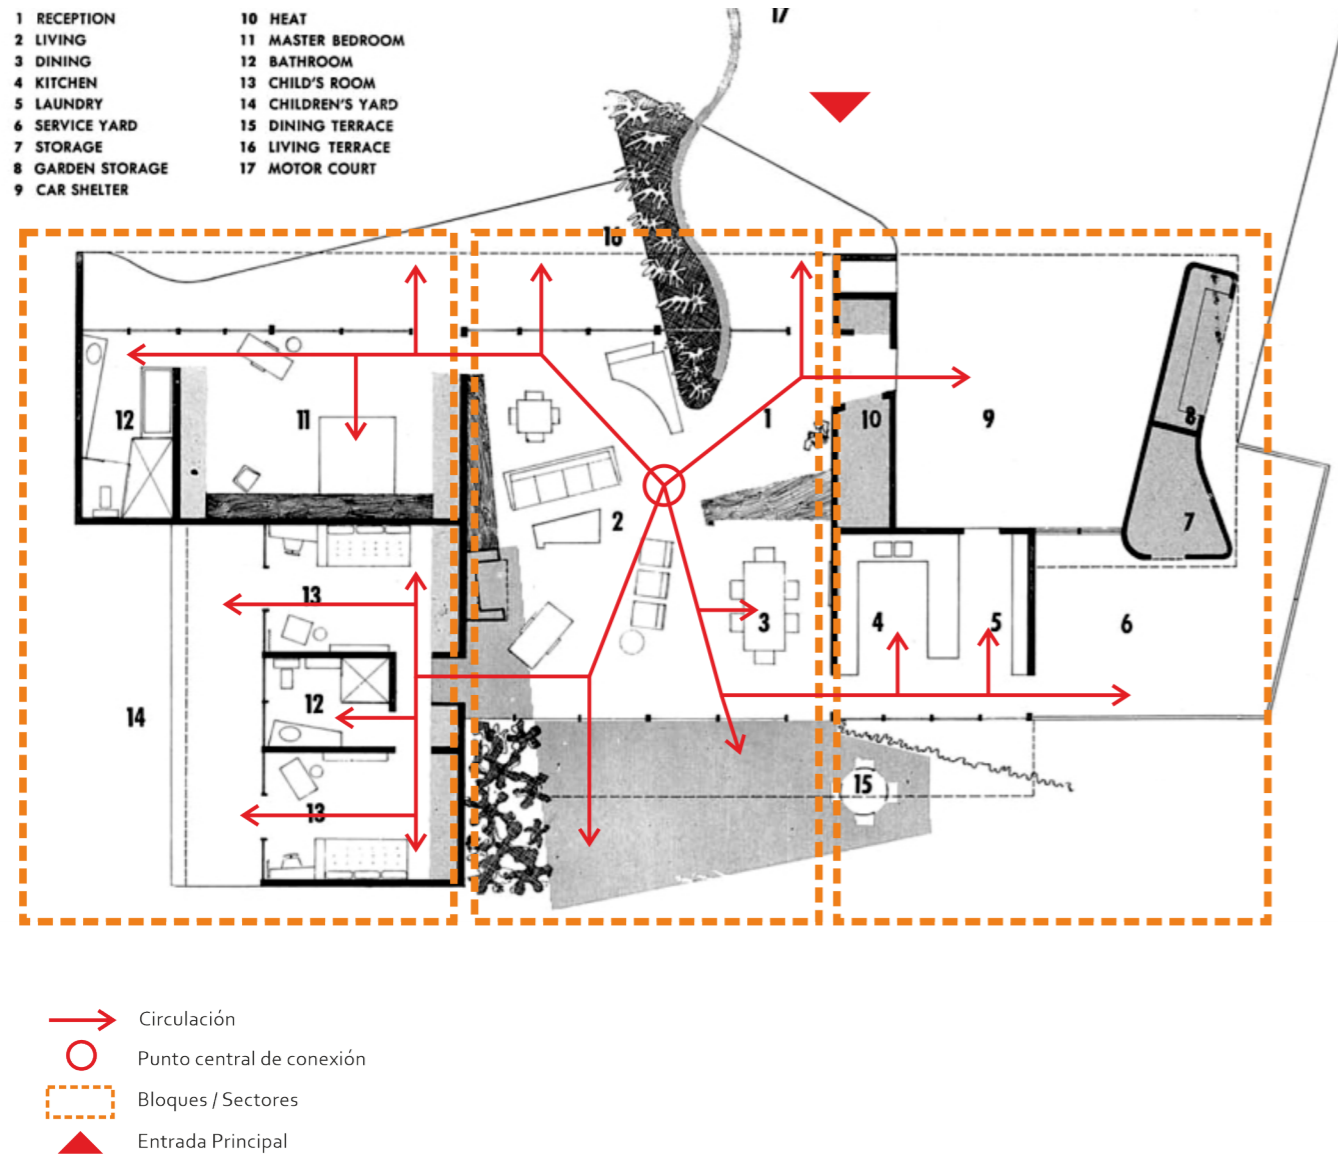 1 RECEPTION
2 LIVING
3 DINING
4 KITCHEN
5 LAUNDRY
6 SERVICE YARD
7 STORAGE
8 GARDEN STORAGE
9 CAR SHELTER
10 HEAT
11 MASTER BEDROOM
12 BATHROOM
13 CHILD'S ROOM
14 CHILDREN'S YARD
15 DINING TERRACE
16 LIVING TERRACE
17 MOTOR COURT
17
16
12
11
1
10
9
8
2
7
13
3
4
5
6
12
14
15
13
Circulación
Punto central de conexión
Bloques / Sectores
Entrada Principal